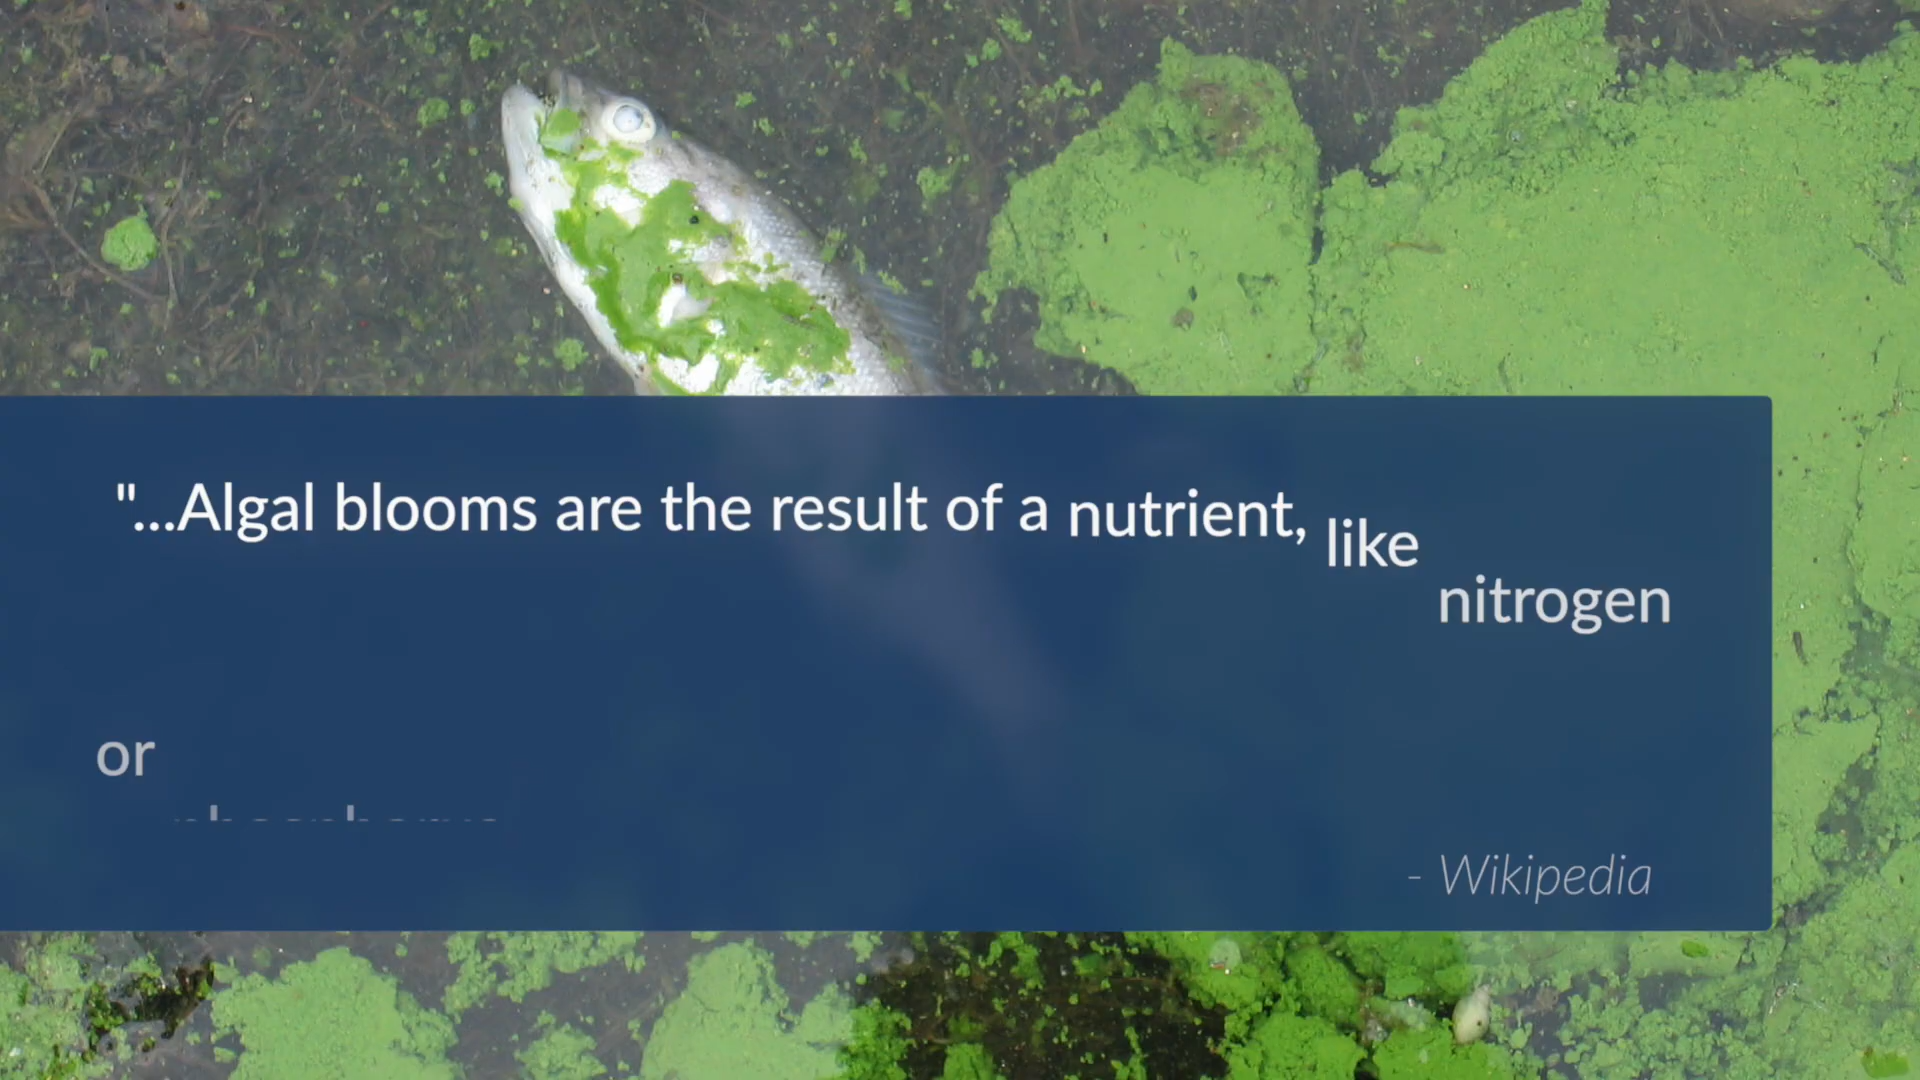 "...Algal blooms are the result of a nutrient, like nitrogen
or
- Wikipedia